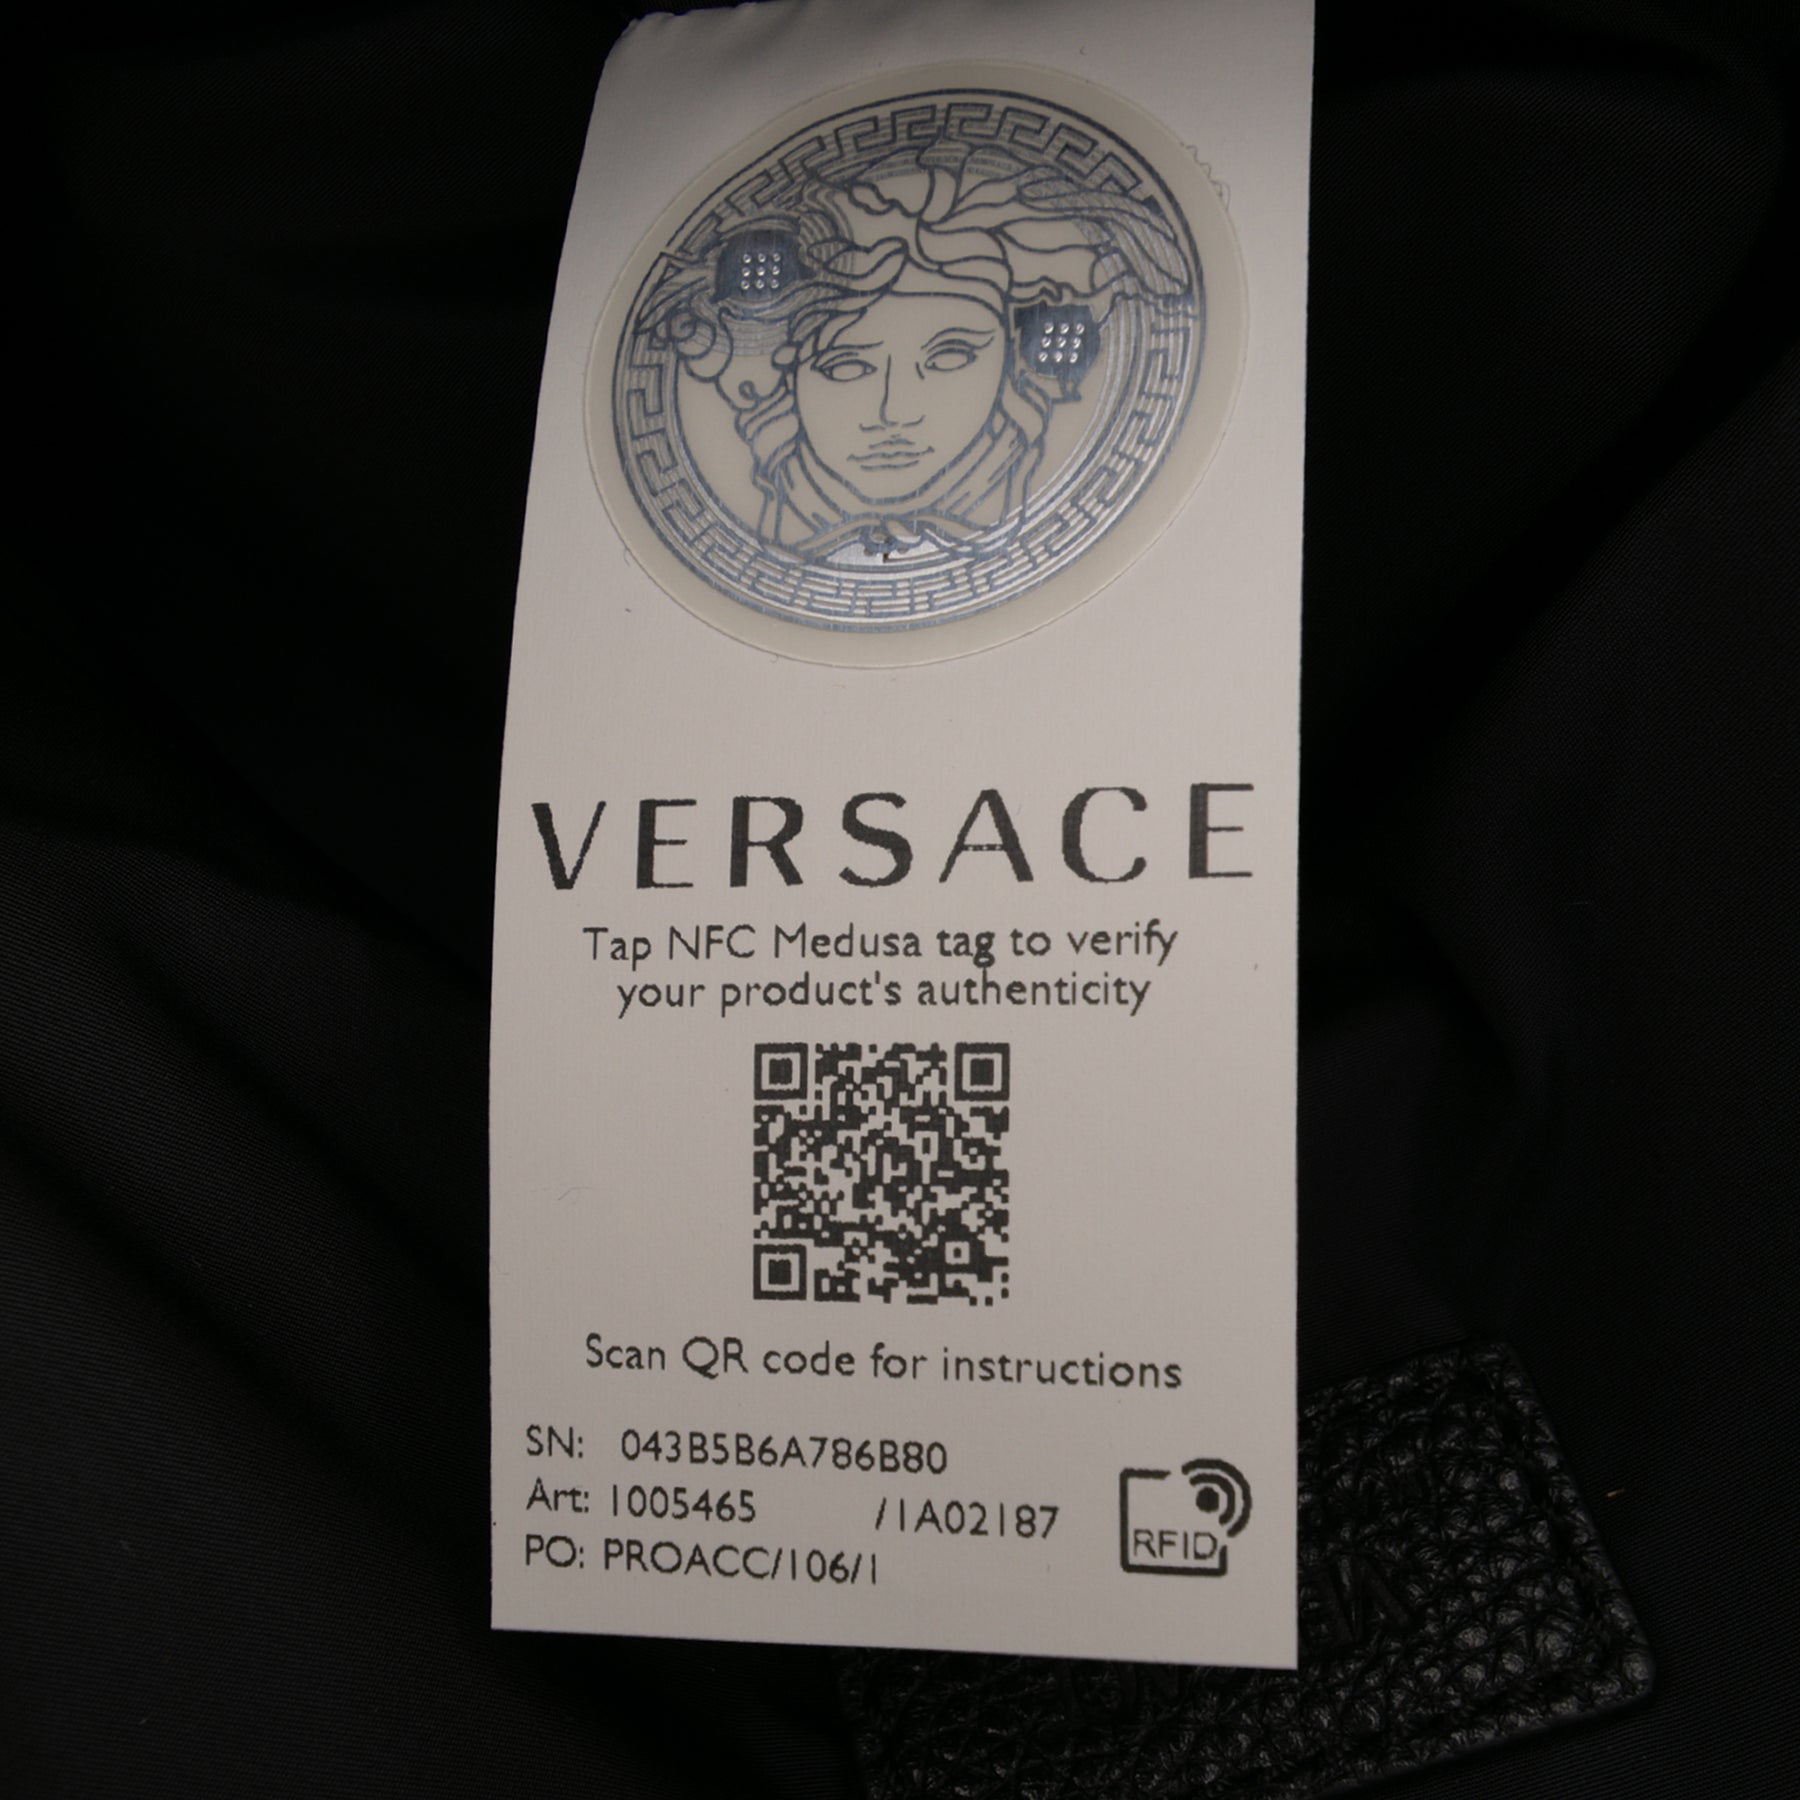 VERSACE
Tap NFC Medusa tag to verify
your product's authenticity
Scan QR code for instructions
SN: 043B5B6A786B80
Art: 1005465 /1A02187
PO: PROACC/106/1
RFID